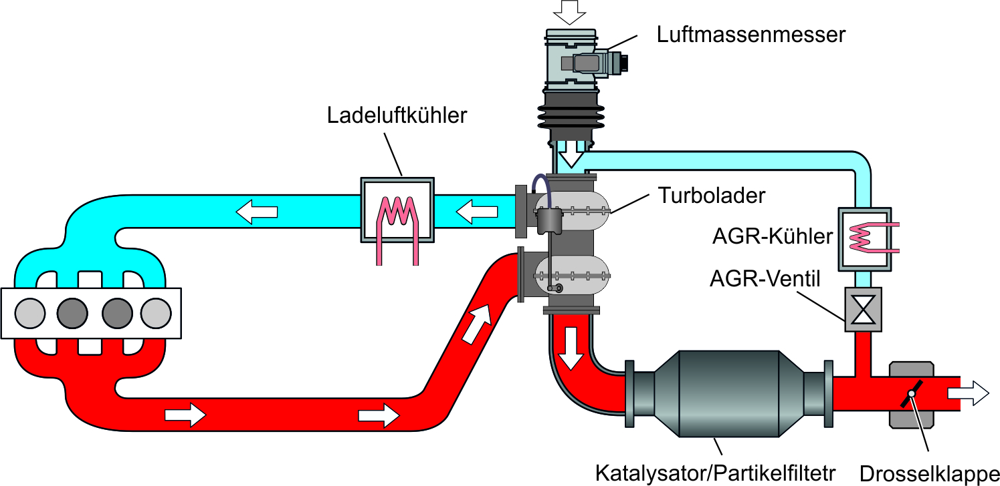 Luftmassenmesser
Ladeluftkühler
Turbolader
AGR-Kühler
AGR-Ventil
Katalysator/Partikelfiltetr
Drosselklappe